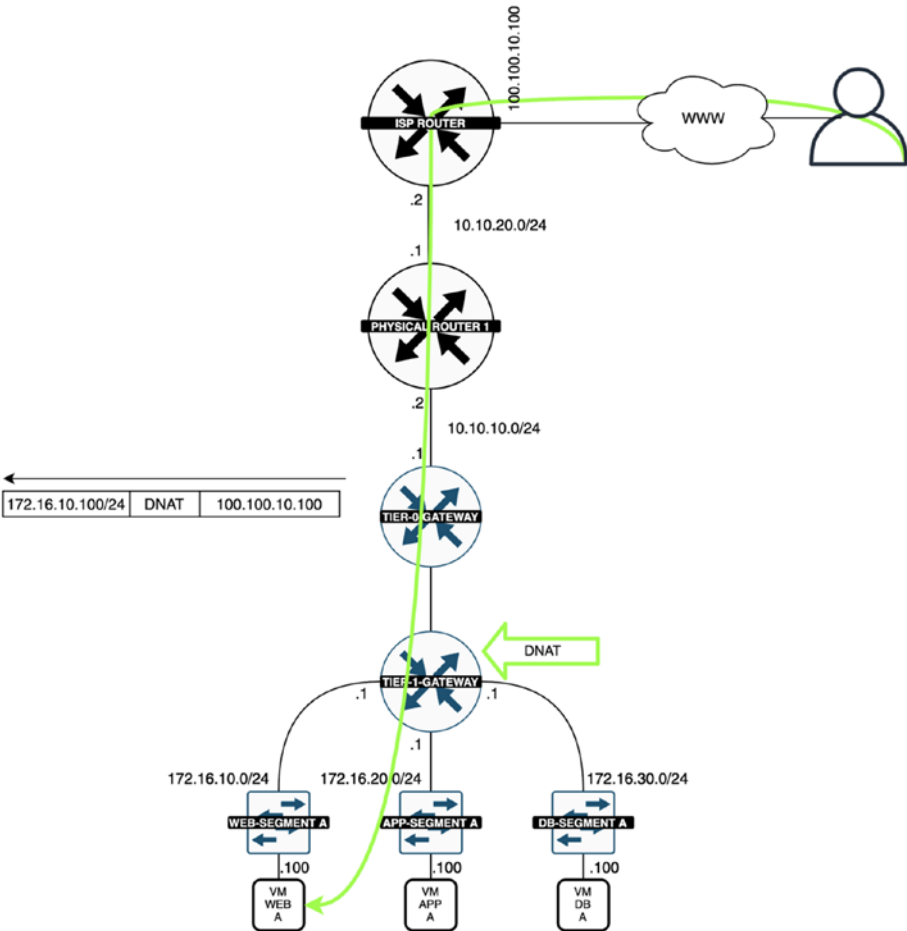 100.100.10.100
WWW
ISP ROUTER
.2
10.10.20.0/24
.1
PHYSICAL ROUTER 1
.2
10.10.10.0/24
.1
172.16.10.100/24 DNAT 100.100.10.100
TIER-0 GATEWAY
DNAT
TIER-1-GATEWAY
.1
.1
.1
172.16.10.0/24
172.16.20.0/24
172.16.30.0/24
WEB-SEGMENT A
APP-SEGMENT A
DB-SEGMENT A
.100
.100
.100
VM
WEB
A
VM
APP
A
VM
DB
A